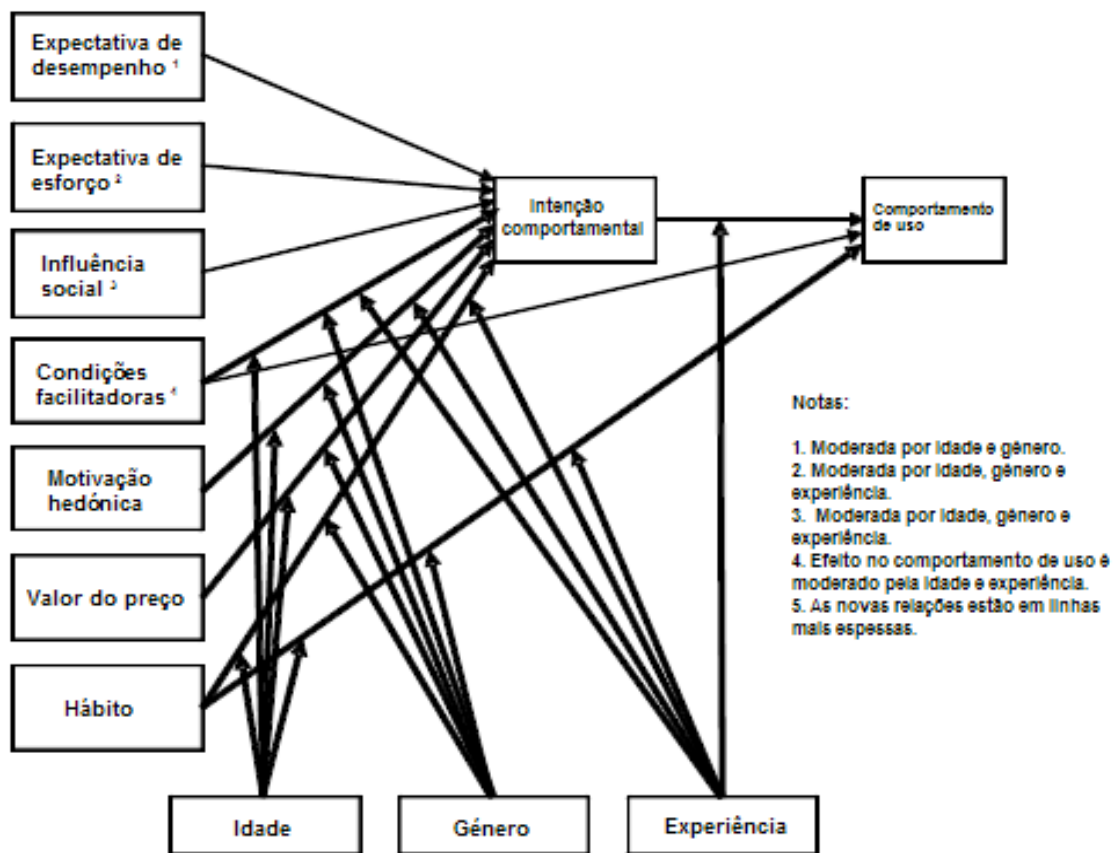 Expectativa de
desempenho ¹
Expectativa de
esforço ²
Influência
social ³
Condições
facilitadoras ⁴
Motivação
hedónica
Valor do preço
Hábito
Intenção
comportamental
Comportamento
de uso
Notas:
1. Moderada por idade e género.
2. Moderada por idade, género e
experiência.
3. Moderada por idade, género e
experiência.
4. Efeito no comportamento de uso é
moderado pela idade e experiência.
5. As novas relações estão em linhas
mais espessas.
Idade
Género
Experiência